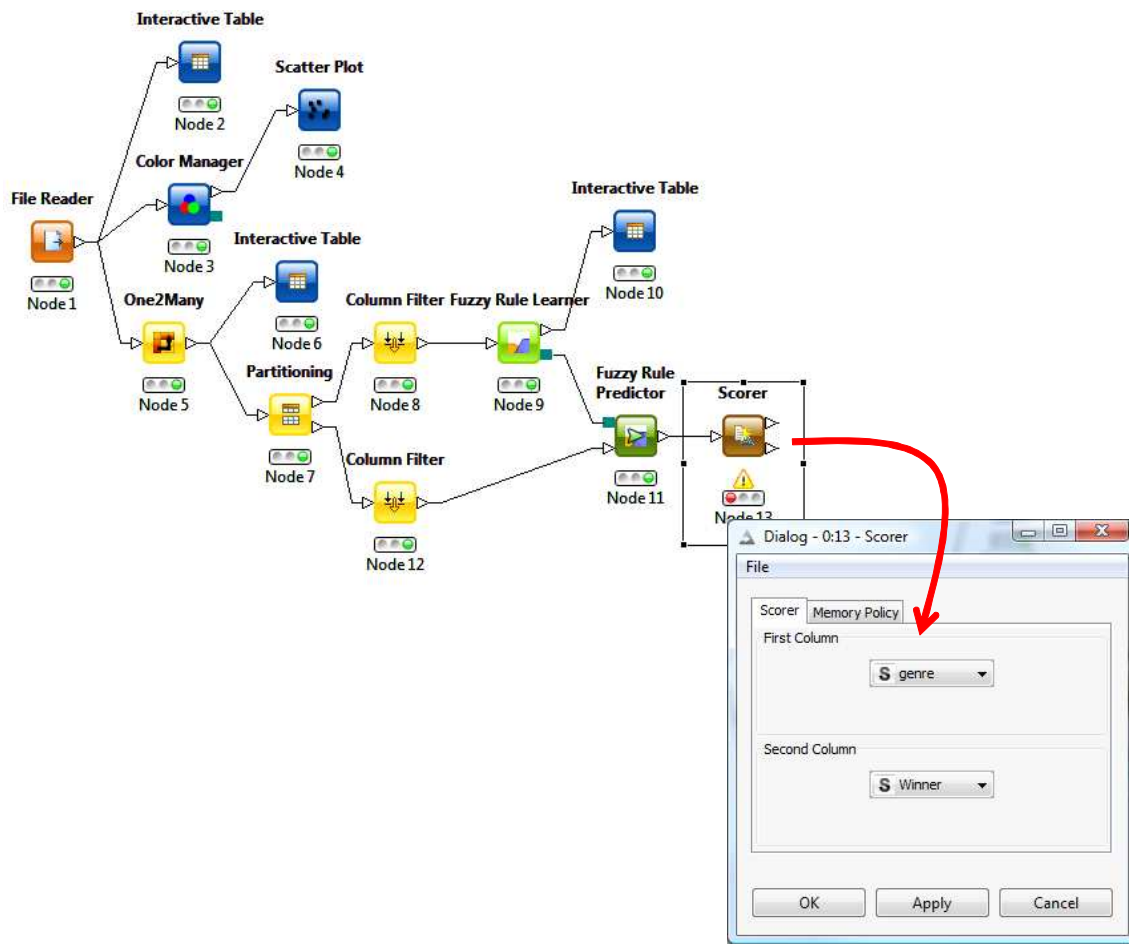 Interactive Table
Node 2
Scatter Plot
Node 4
Color Manager
Node 3
File Reader
Node 1
Interactive Table
Node 6
One2Many
Node 5
Interactive Table
Node 10
Column Filter
Node 8
Fuzzy Rule Learner
Node 9
Partitioning
Node 7
Fuzzy Rule
Predictor
Node 11
Scorer
Node 13
Column Filter
Node 12
Dialog - 0:13 - Scorer
File
Scorer
Memory Policy
First Column
S genre
Second Column
S Winner
OK
Apply
Cancel